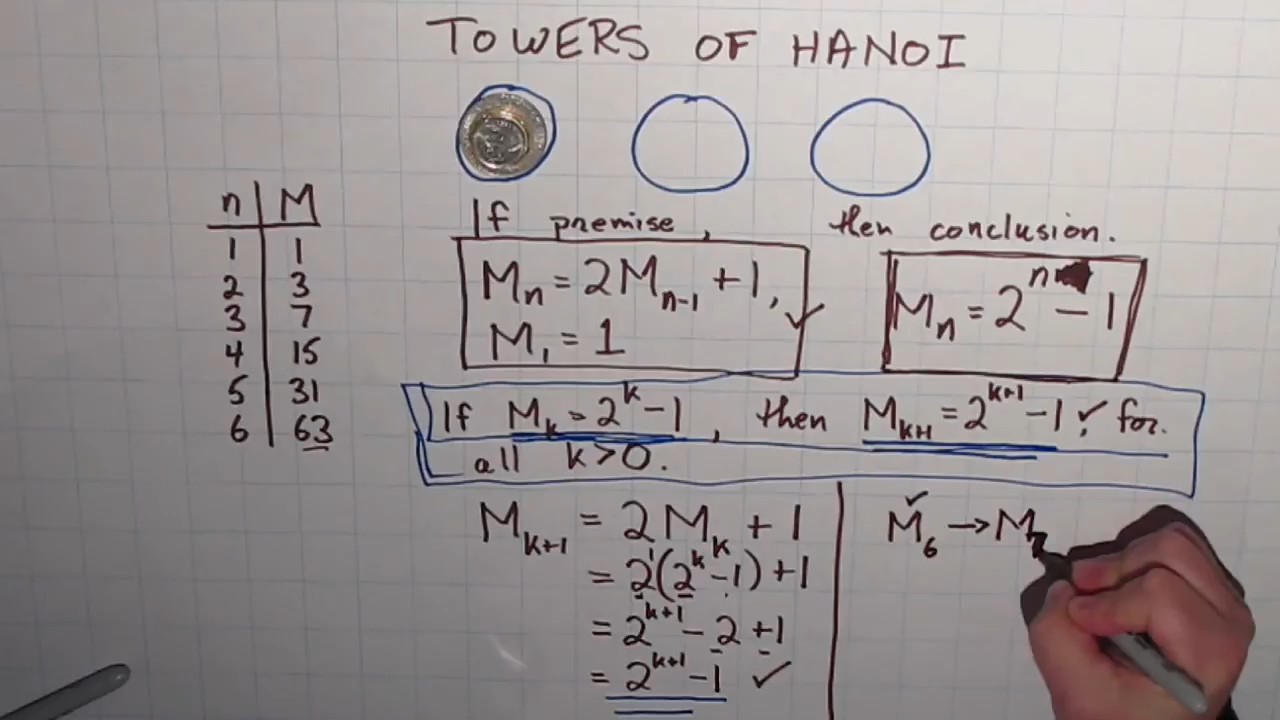 TOWERS OF HANOI
n M
1 1
2 3
3 7
4 15
5 31
6 63
If premise, then conclusion.
Mₙ = 2Mₙ₋₁ + 1, ✓
M₁ = 1
Mₙ = 2ⁿ - 1
If Mₖ = 2ᵏ - 1, then Mₖ₊₁ = 2ᵏ⁺¹ - 1 ✓, for
all k > 0.
Mₖ₊₁ = 2Mₖ + 1
= 2¹(2ᵏ - 1) + 1
= 2ᵏ⁺¹ - 2 + 1
= 2ᵏ⁺¹ - 1 ✓
✓
M₆ → M₇